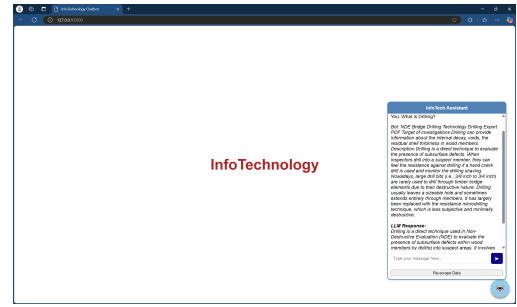 InfoTechnology Chatbot
127.0.0.1:5000
InfoTechnology
InfoTech Assistant
You: What is Drilling?
Bot: NDE Bridge Drilling Technology Drilling Export
PDF Target of investigations Drilling can provide
information about the internal decay, voids, the
residual shell thickness in wood members.
Description Drilling is a direct technique to evaluate
the presence of subsurface defects. When
inspectors drill into a suspect member, they can
feel the resistance against drilling if a hand crank
drill is used and monitor the drilling shaving.
Nowadays, large drill bits (i.e., 3/8 inch to 3/4 inch)
are rarely used to drill through timber bridge
elements due to their destructive nature. Drilling
usually leaves a sizeable hole and sometimes
extends entirely through members. It has largely
been replaced with the resistance microdrilling
technique, which is less subjective and minimally
destructive.
LLM Response:
Drilling is a direct technique used in Non-
Destructive Evaluation (NDE) to evaluate the
presence of subsurface defects within wood
members by drilling into suspect areas. It involves
Type your message here...
Re-scrape Data